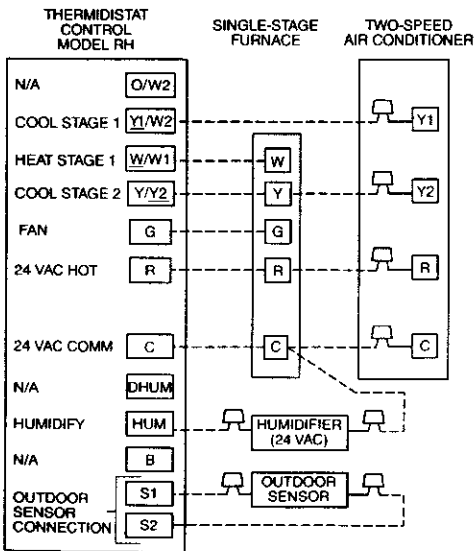 THERMIDISTAT
CONTROL
MODEL RH
SINGLE-STAGE
FURNACE
TWO-SPEED
AIR CONDITIONER
N/A O/W2
COOL STAGE 1 Y1/W2 Y1
HEAT STAGE 1 W/W1 W
COOL STAGE 2 Y/Y2 Y Y2
FAN G G
24 VAC HOT R R R
24 VAC COMM C C C
N/A DHUM
HUMIDIFY HUM HUMIDIFIER
(24 VAC)
N/A B
OUTDOOR
SENSOR
CONNECTION
S1
S2
OUTDOOR
SENSOR